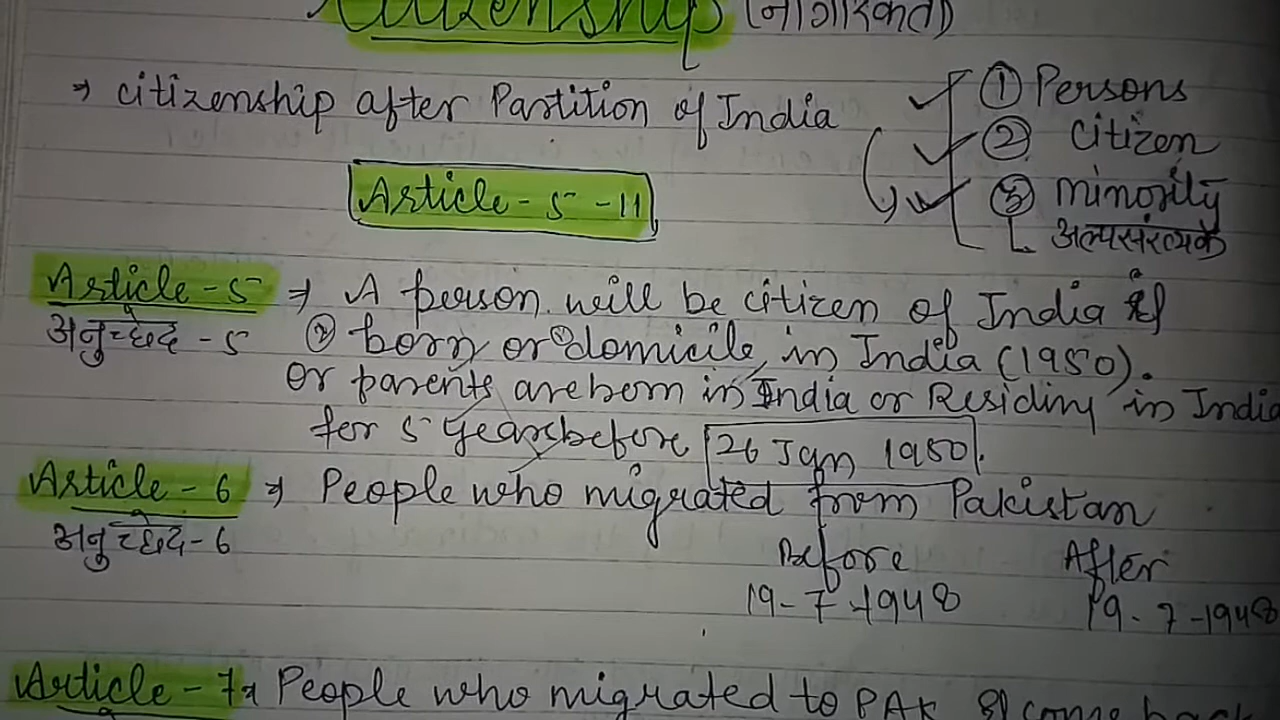 Citizenship (नागरिकता)
→ citizenship after Partition of India
① Persons
② citizen
③ minority
अल्पसंख्यक
Article - 5 - 11
Article - 5 → A person will be citizen of India if
अनुच्छेद - 5 ② born or ① domicile in India (1950).
or parents are born in India or Residing in India
for 5 years before 26 Jan 1950.
Article - 6 → People who migrated from Pakistan
अनुच्छेद - 6
Before After
19-7-1948 19-7-1948
Article - 7 → People who migrated to PAK & come back